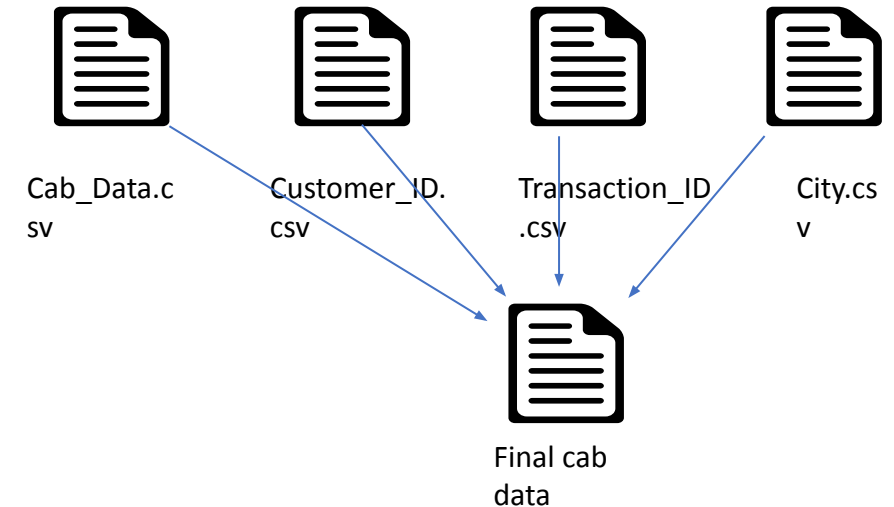 Cab_Data.c
sv
Customer_ID.
csv
Transaction_ID
.csv
City.cs
v
Final cab
data